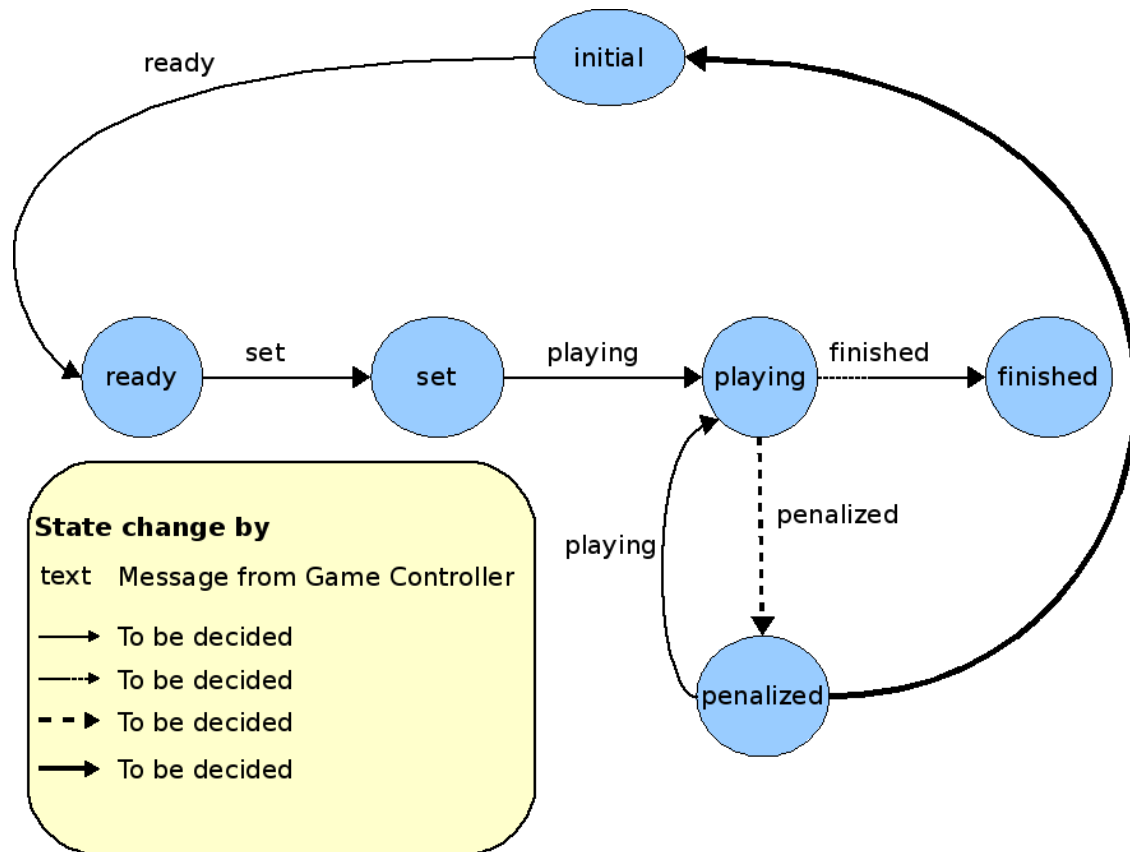 initial
ready
set
playing
finished
ready
set
playing
finished
penalized
playing
penalized
State change by
text Message from Game Controller
To be decided
To be decided
To be decided
To be decided